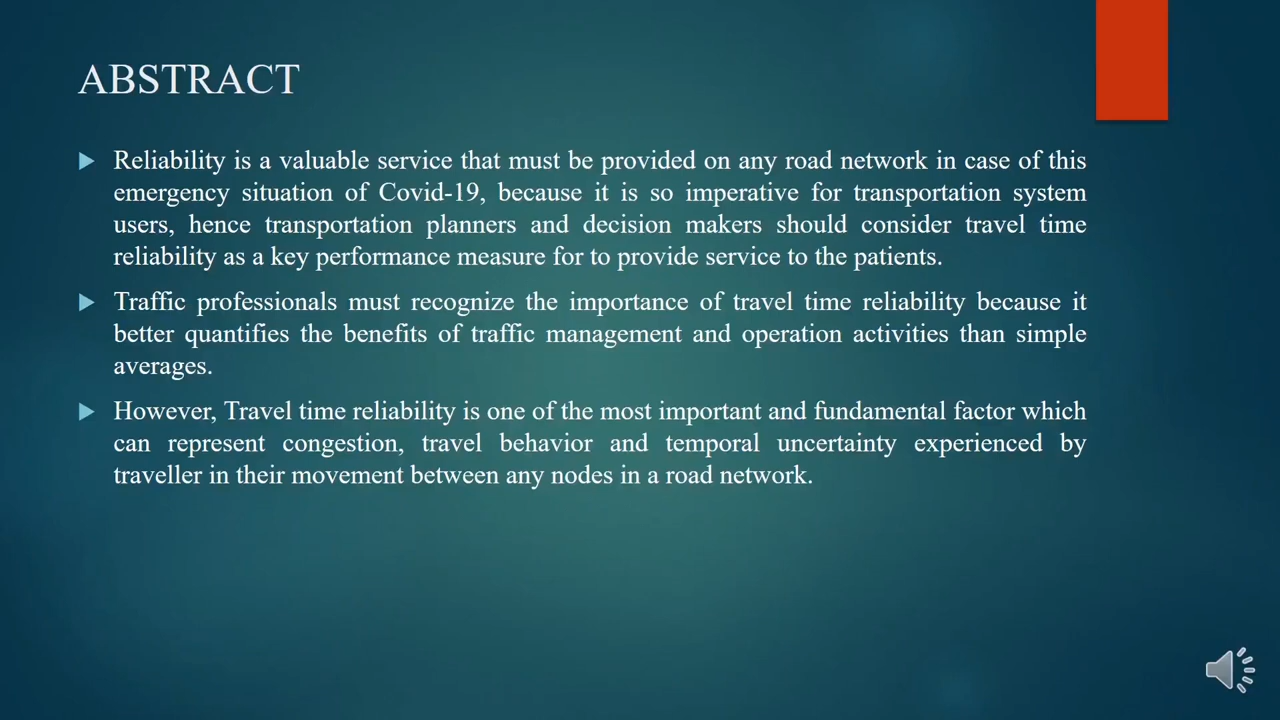 ABSTRACT
Reliability is a valuable service that must be provided on any road network in case of this
emergency situation of Covid-19, because it is so imperative for transportation system
users, hence transportation planners and decision makers should consider travel time
reliability as a key performance measure for to provide service to the patients.
Traffic professionals must recognize the importance of travel time reliability because it
better quantifies the benefits of traffic management and operation activities than simple
averages.
However, Travel time reliability is one of the most important and fundamental factor which
can represent congestion, travel behavior and temporal uncertainty experienced by
traveller in their movement between any nodes in a road network.